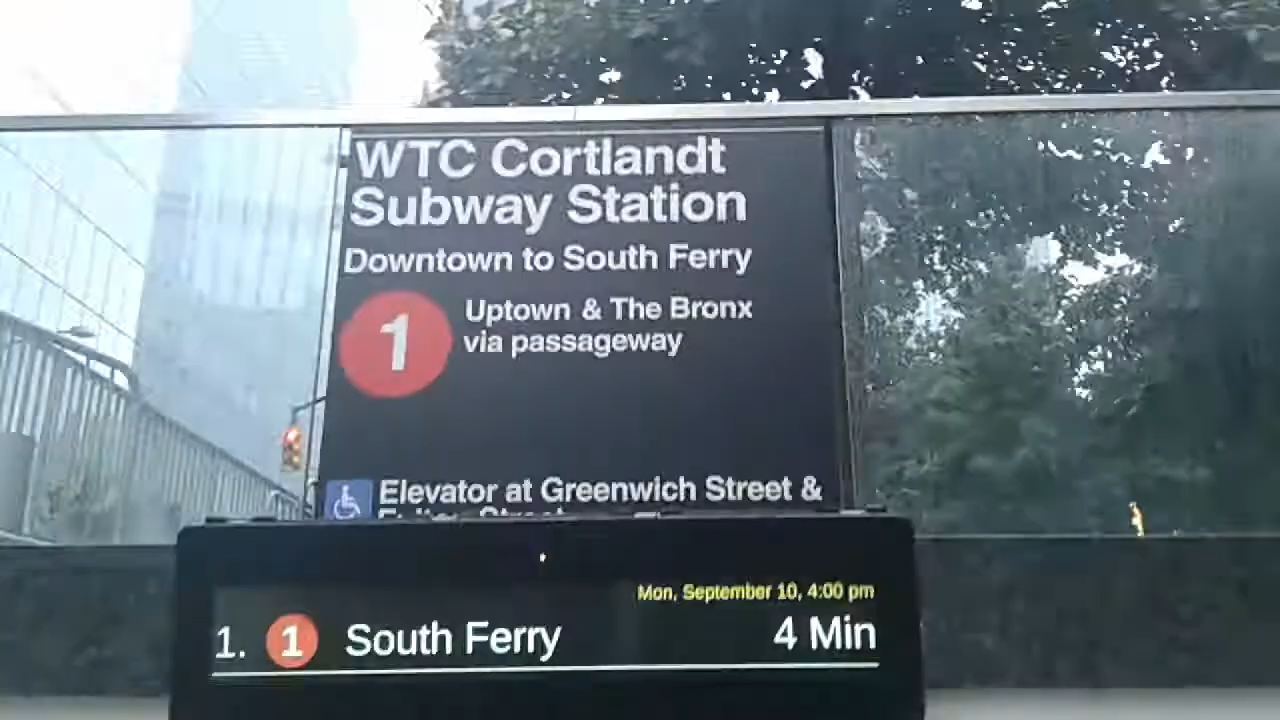 WTC Cortlandt
Subway Station
Downtown to South Ferry
1
Uptown & The Bronx
via passageway
Elevator at Greenwich Street &
Street
Mon, September 10, 4:00 pm
1. 1 South Ferry 4 Min